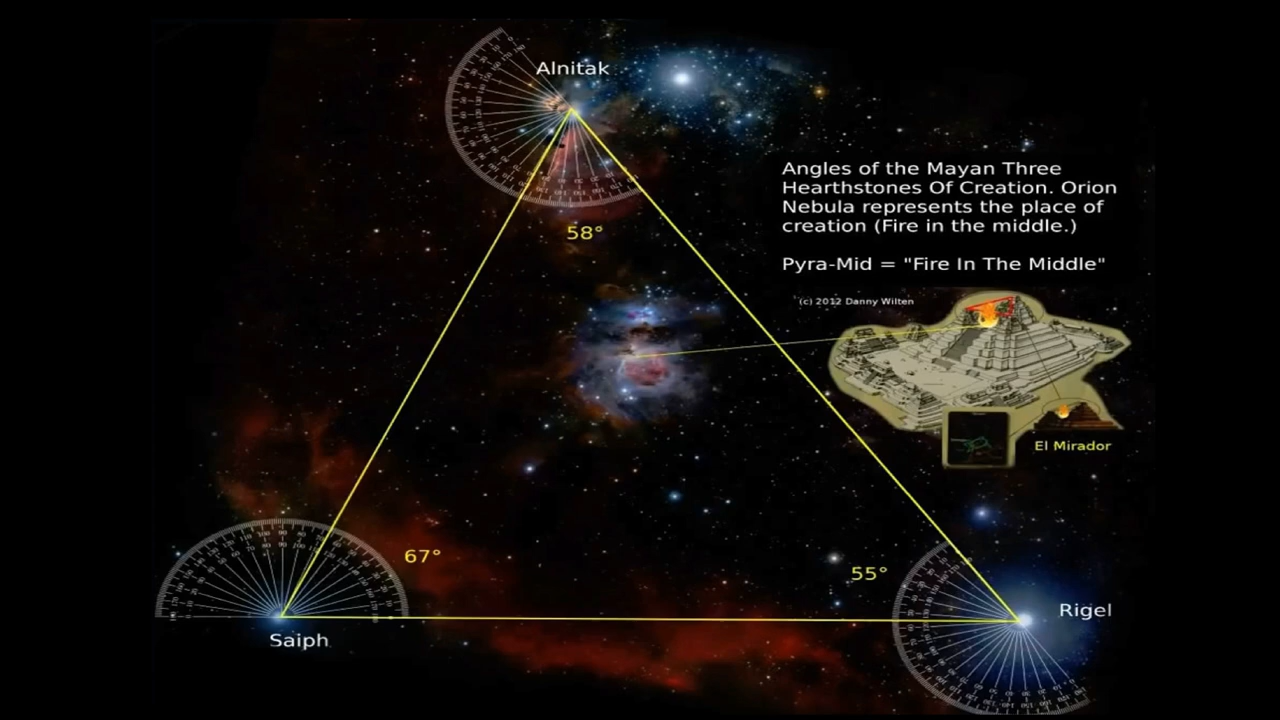 Alnitak
Angles of the Mayan Three
Hearthstones Of Creation. Orion
Nebula represents the place of
creation (Fire in the middle.)
58°
Pyra-Mid = "Fire In The Middle"
(c) 2012 Danny Wilten
El Mirador
67°
55°
Rigel
Saiph